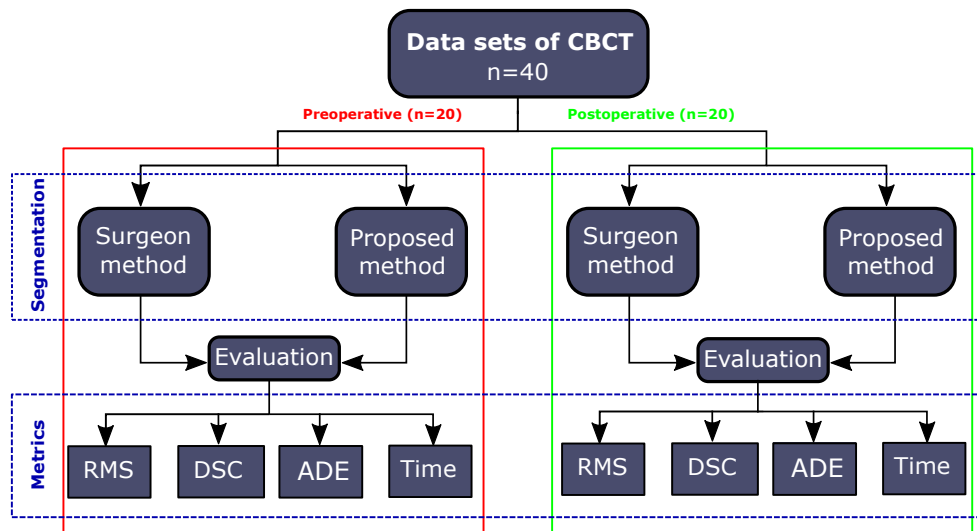 Data sets of CBCT
n=40
Preoperative (n=20)
Postoperative (n=20)
Segmentation
Surgeon
method
Proposed
method
Surgeon
method
Proposed
method
Evaluation
Evaluation
Metrics
RMS
DSC
ADE
Time
RMS
DSC
ADE
Time